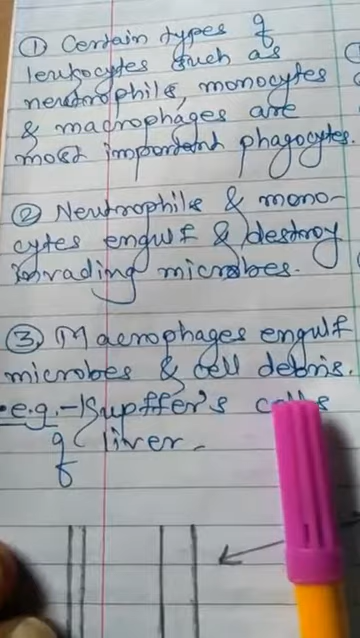 ① Certain types of
leukocytes such as
neutrophils, monocytes
& macrophages are
most important phagocytes.
② Neutrophils & mono-
cytes engulf & destroy
invading microbes.
③ Macrophages engulf
microbes & cell debris.
e.g.- Kupffer's cells
of liver.